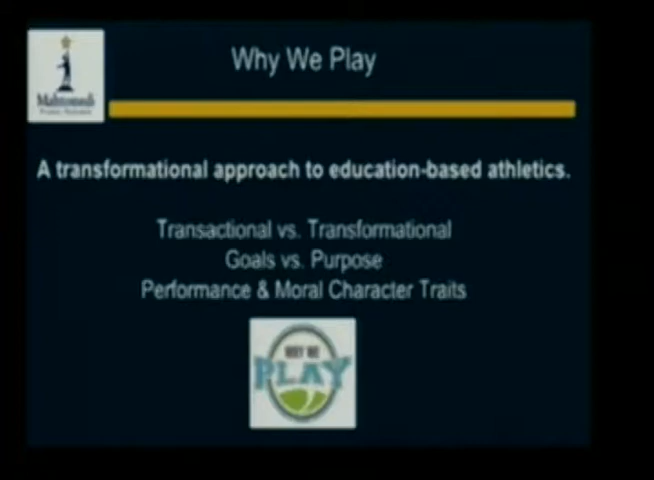 Why We Play
Mahtomedi
A transformational approach to education-based athletics.
Transactional vs. Transformational
Goals vs. Purpose
Performance & Moral Character Traits
WHY WE
PLAY